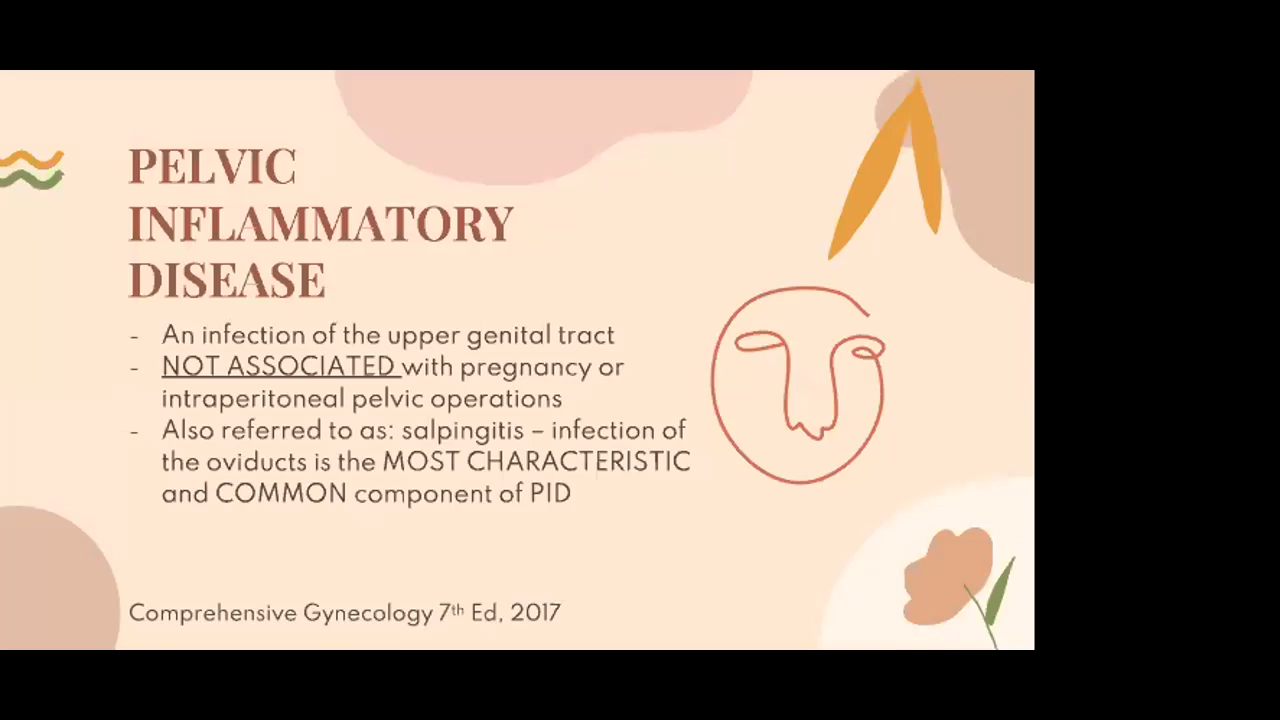 PELVIC
INFLAMMATORY
DISEASE
- An infection of the upper genital tract
- NOT ASSOCIATED with pregnancy or
intraperitoneal pelvic operations
- Also referred to as: salpingitis – infection of
the oviducts is the MOST CHARACTERISTIC
and COMMON component of PID
Comprehensive Gynecology 7th Ed, 2017